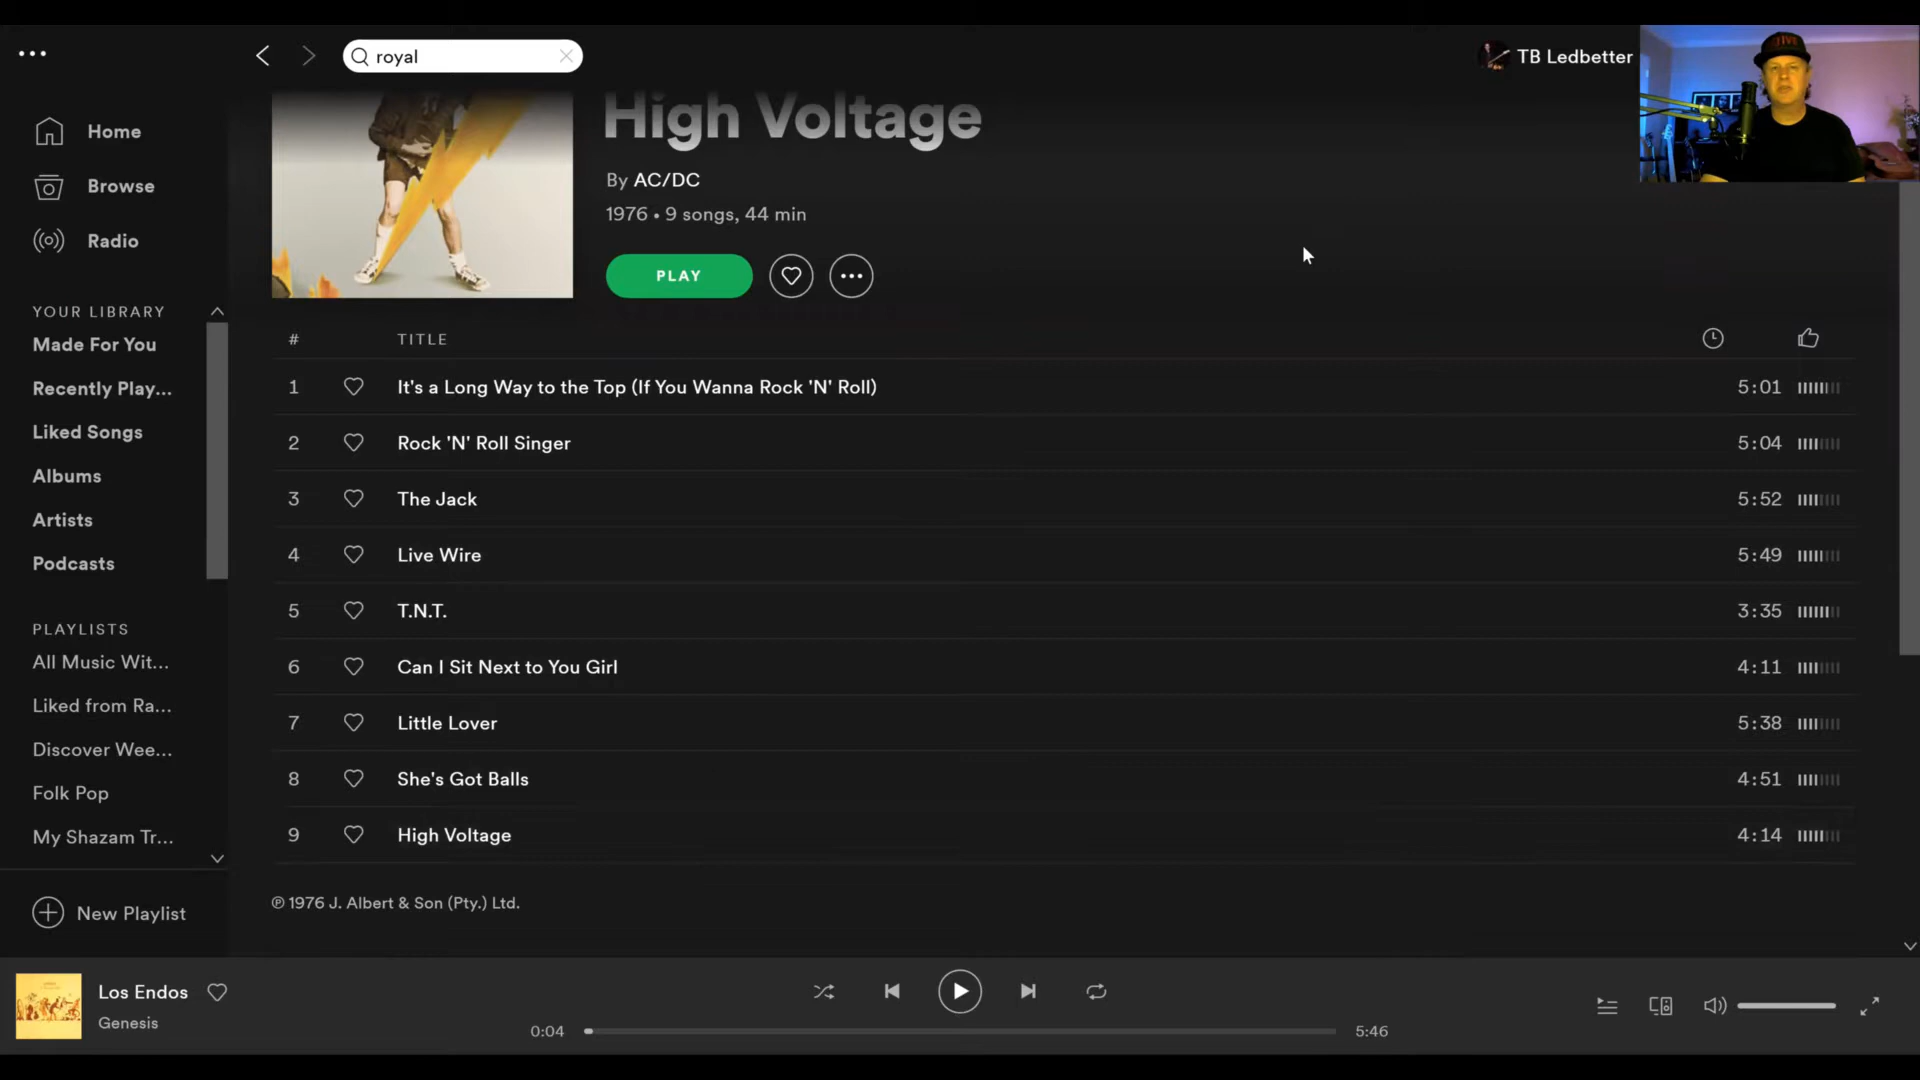 royal
TB Ledbetter
Home
Browse
Radio
YOUR LIBRARY
Made For You
Recently Play...
Liked Songs
Albums
Artists
Podcasts
PLAYLISTS
All Music Wit...
Liked from Ra...
Discover Wee...
Folk Pop
My Shazam Tr...
New Playlist
High Voltage
By AC/DC
1976 • 9 songs, 44 min
PLAY
# TITLE
1 It's a Long Way to the Top (If You Wanna Rock 'N' Roll) 5:01
2 Rock 'N' Roll Singer 5:04
3 The Jack 5:52
4 Live Wire 5:49
5 T.N.T. 3:35
6 Can I Sit Next to You Girl 4:11
7 Little Lover 5:38
8 She's Got Balls 4:51
9 High Voltage 4:14
℗ 1976 J. Albert & Son (Pty.) Ltd.
Los Endos
Genesis
0:04 5:46